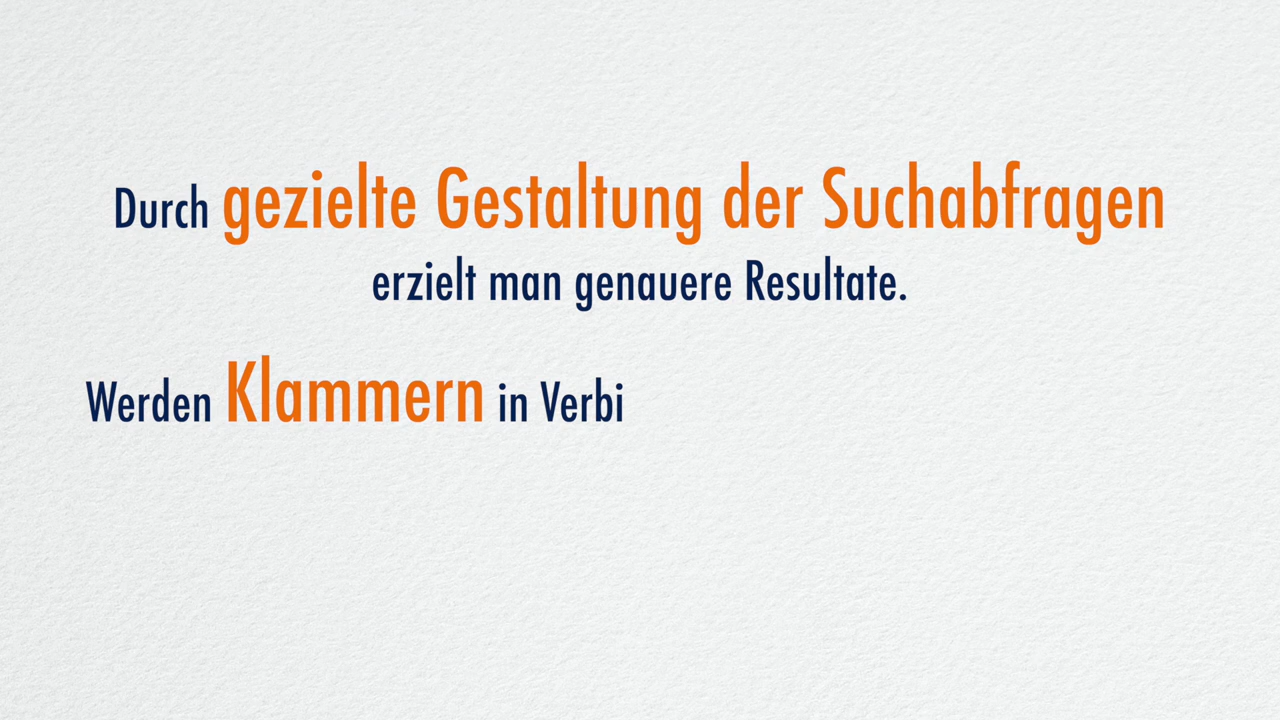 Durch gezielte Gestaltung der Suchabfragen
erzielt man genauere Resultate.
Werden Klammern in Verbi